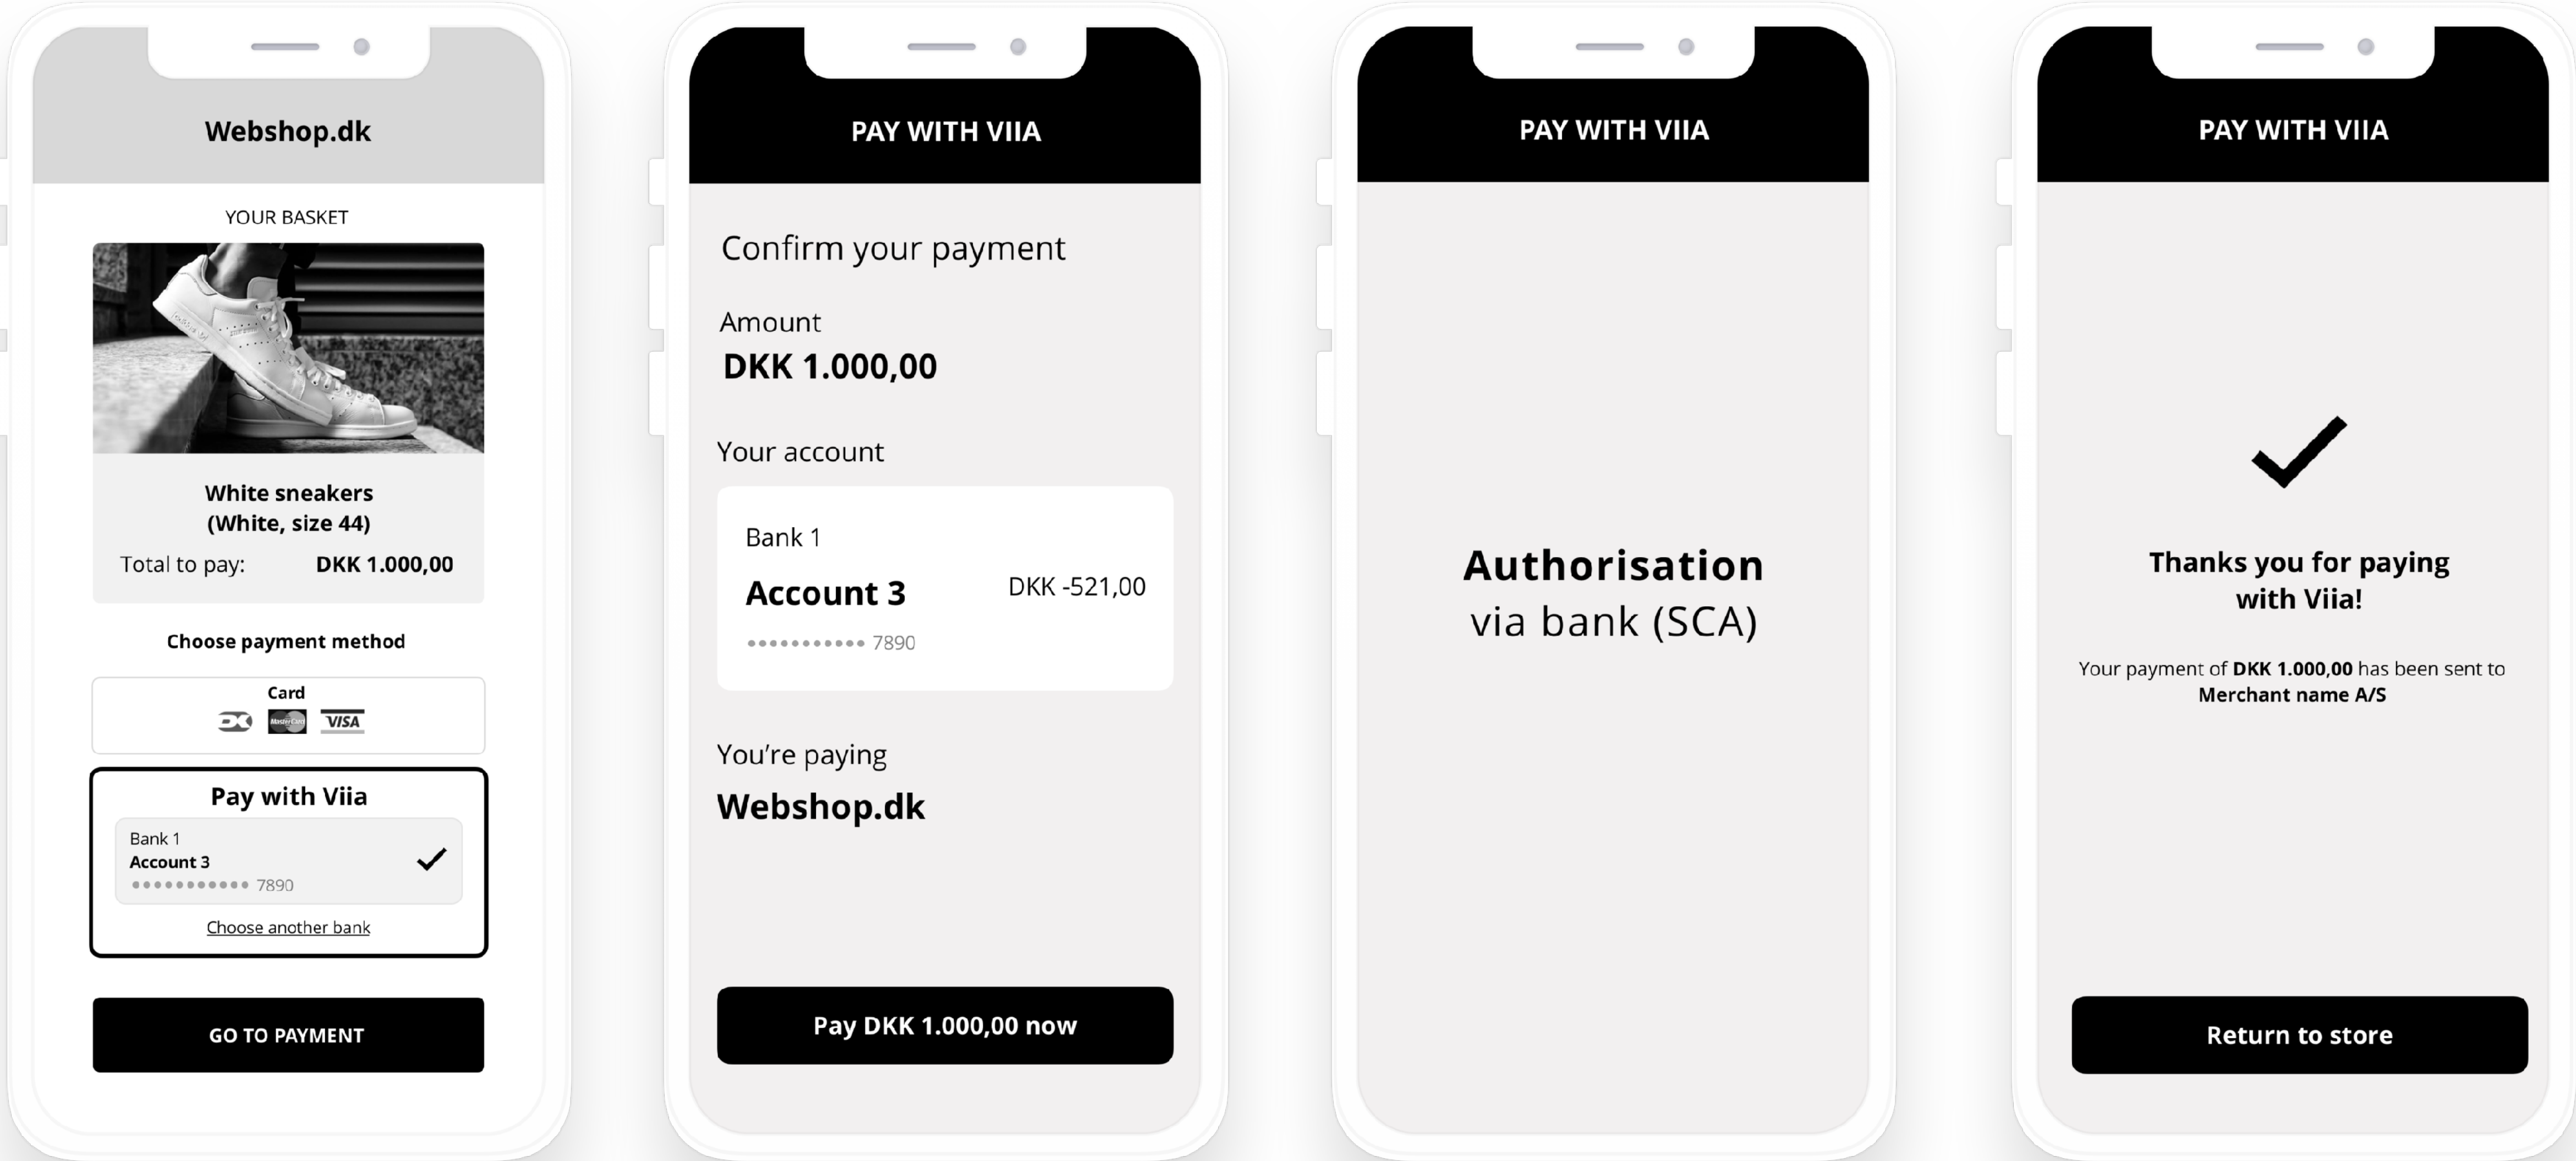 Webshop.dk
YOUR BASKET
White sneakers
(White, size 44)
Total to pay: DKK 1.000,00
Choose payment method
Card
MasterCard VISA
Pay with Viia
Bank 1
Account 3
●●●●●●●●●●● 7890
Choose another bank
GO TO PAYMENT
PAY WITH VIIA
Confirm your payment
Amount
DKK 1.000,00
Your account
Bank 1
Account 3 DKK -521,00
●●●●●●●●●●● 7890
You're paying
Webshop.dk
Pay DKK 1.000,00 now
PAY WITH VIIA
Authorisation
via bank (SCA)
PAY WITH VIIA
Thanks you for paying
with Viia!
Your payment of DKK 1.000,00 has been sent to
Merchant name A/S
Return to store